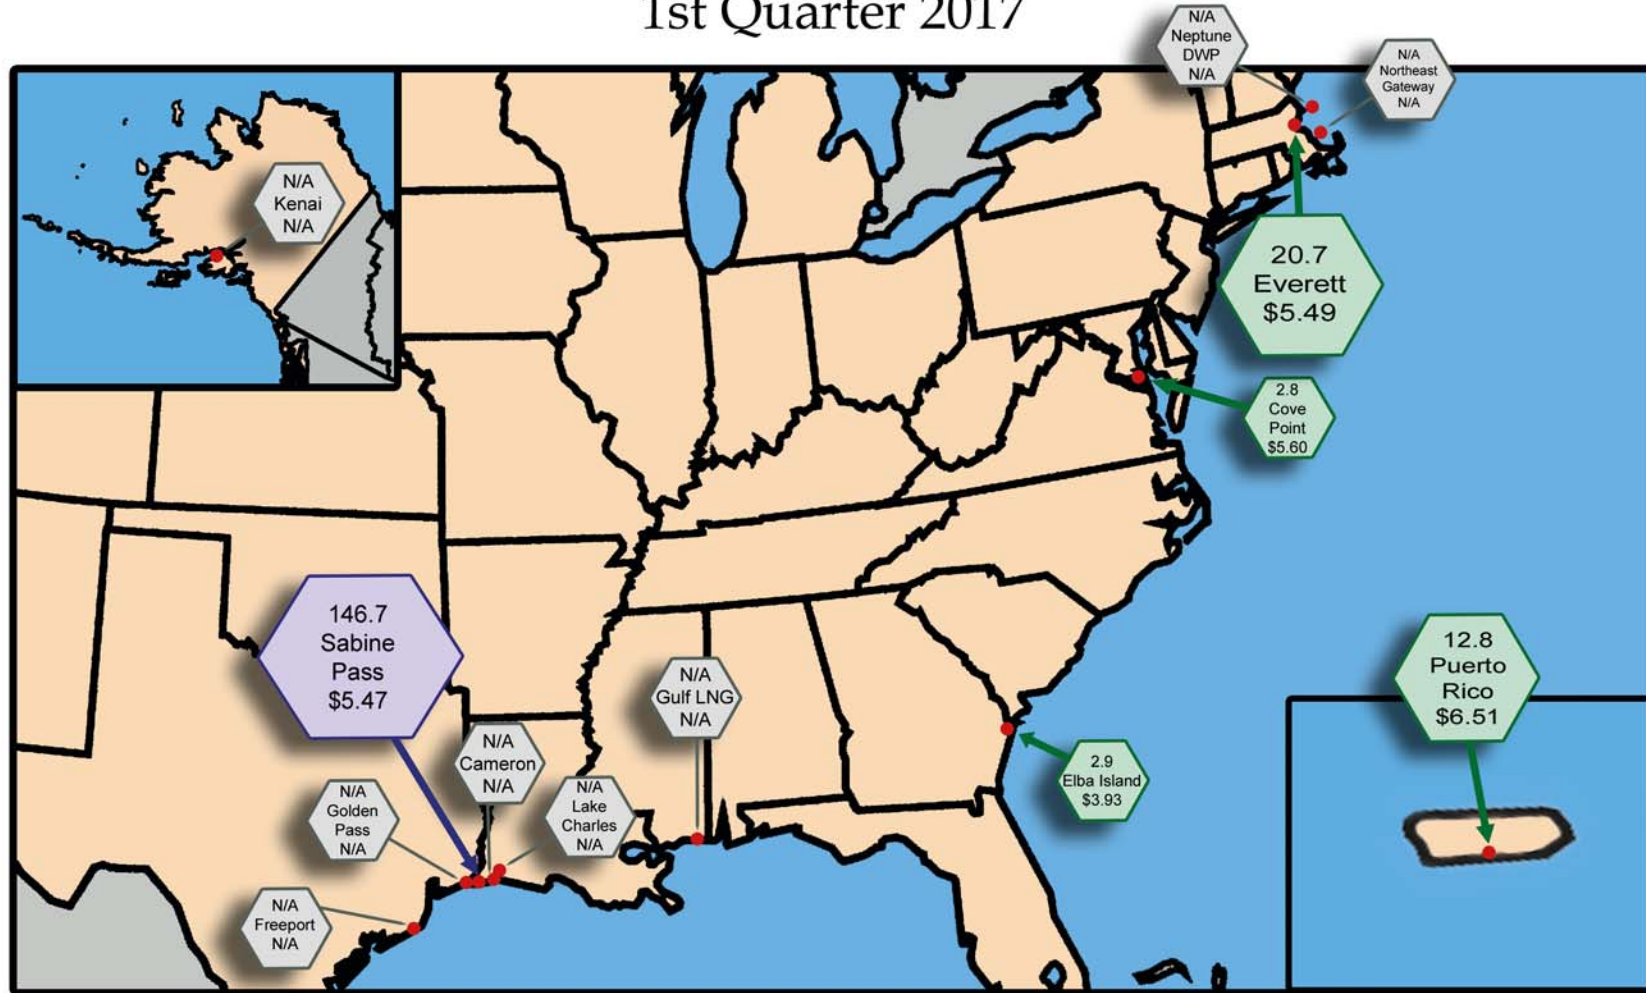 1st Quarter 2017
N/A
Neptune
DWP
N/A
N/A
Northeast
Gateway
N/A
N/A
Kenai
N/A
20.7
Everett
$5.49
2.8
Cove
Point
$5.60
146.7
Sabine
Pass
$5.47
N/A
Gulf LNG
N/A
12.8
Puerto
Rico
$6.51
N/A
Cameron
N/A
2.9
Elba Island
$3.93
N/A
Golden
Pass
N/A
N/A
Lake
Charles
N/A
N/A
Freeport
N/A